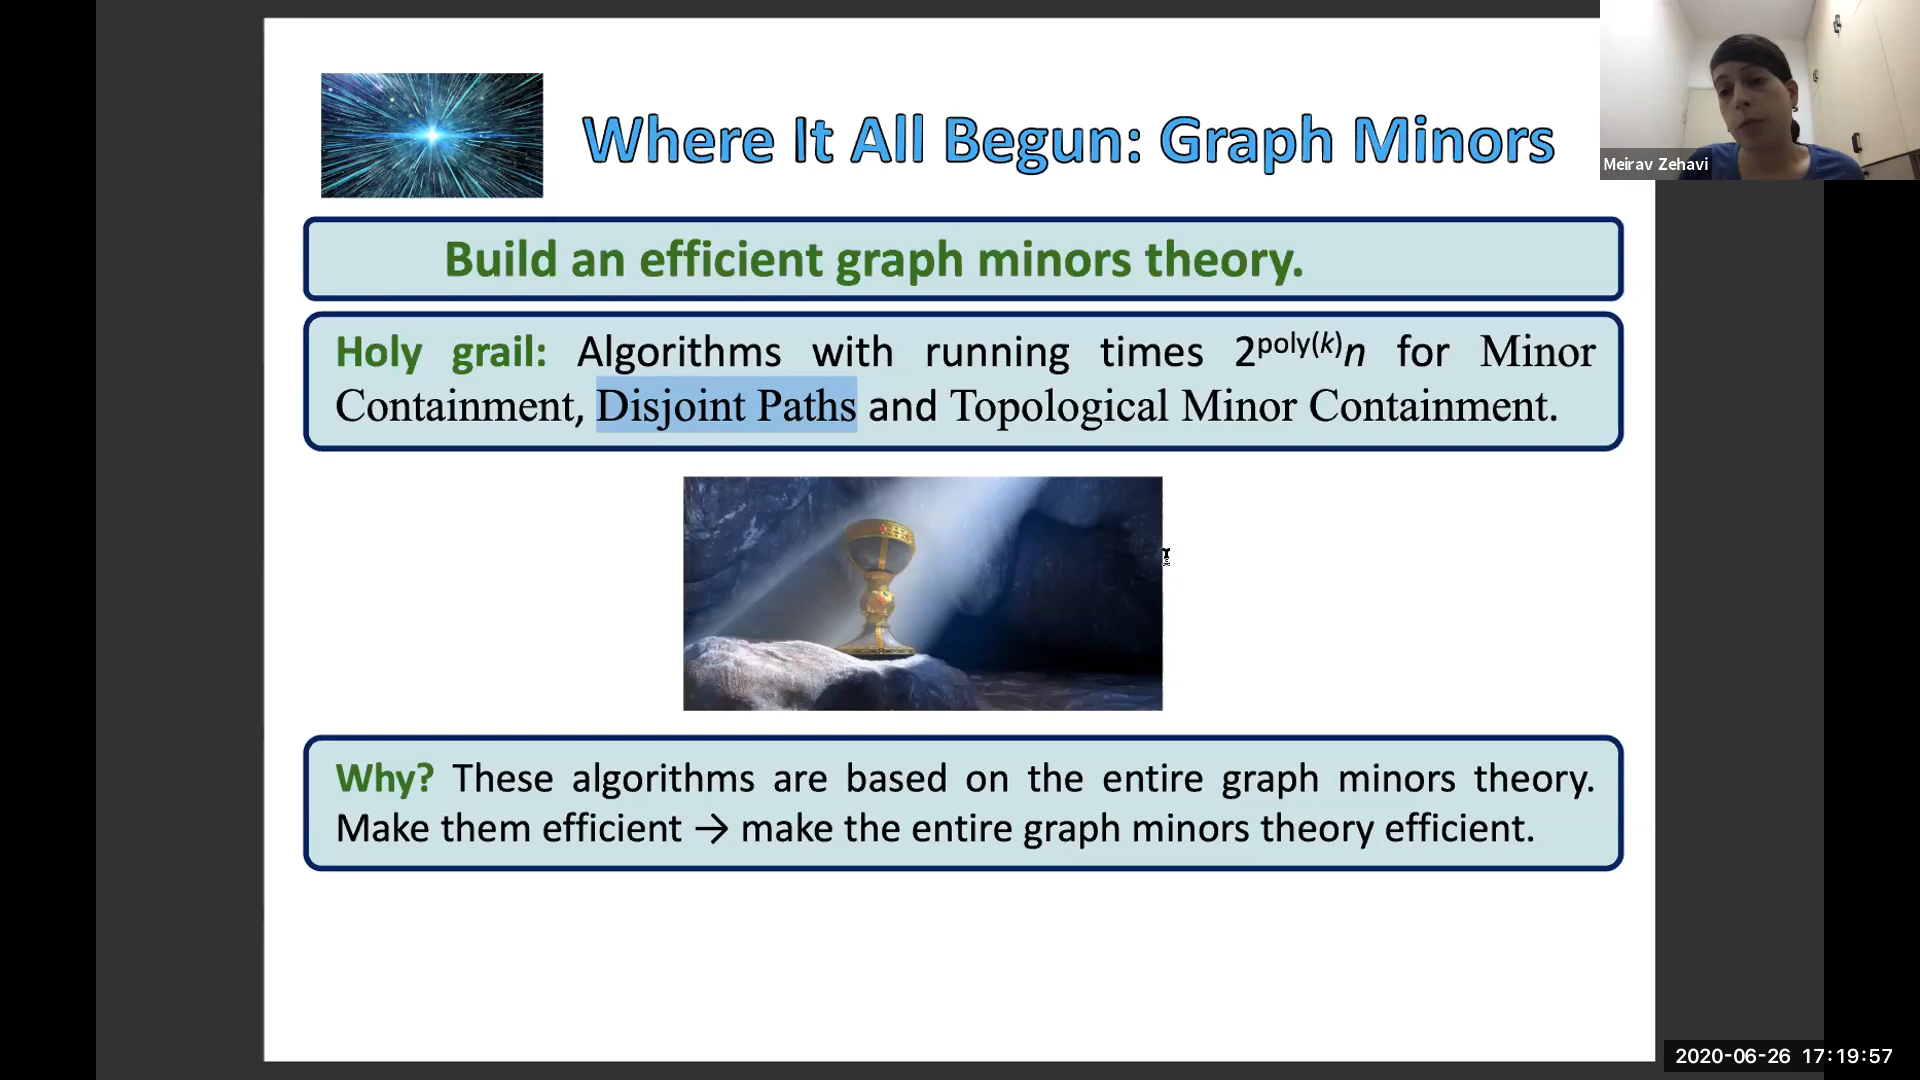 Where It All Begun: Graph Minors
Meirav Zehavi
Build an efficient graph minors theory.
Holy grail: Algorithms with running times 2^poly(k)n for Minor
Containment, Disjoint Paths and Topological Minor Containment.
Why? These algorithms are based on the entire graph minors theory.
Make them efficient → make the entire graph minors theory efficient.
2020-06-26 17:19:57